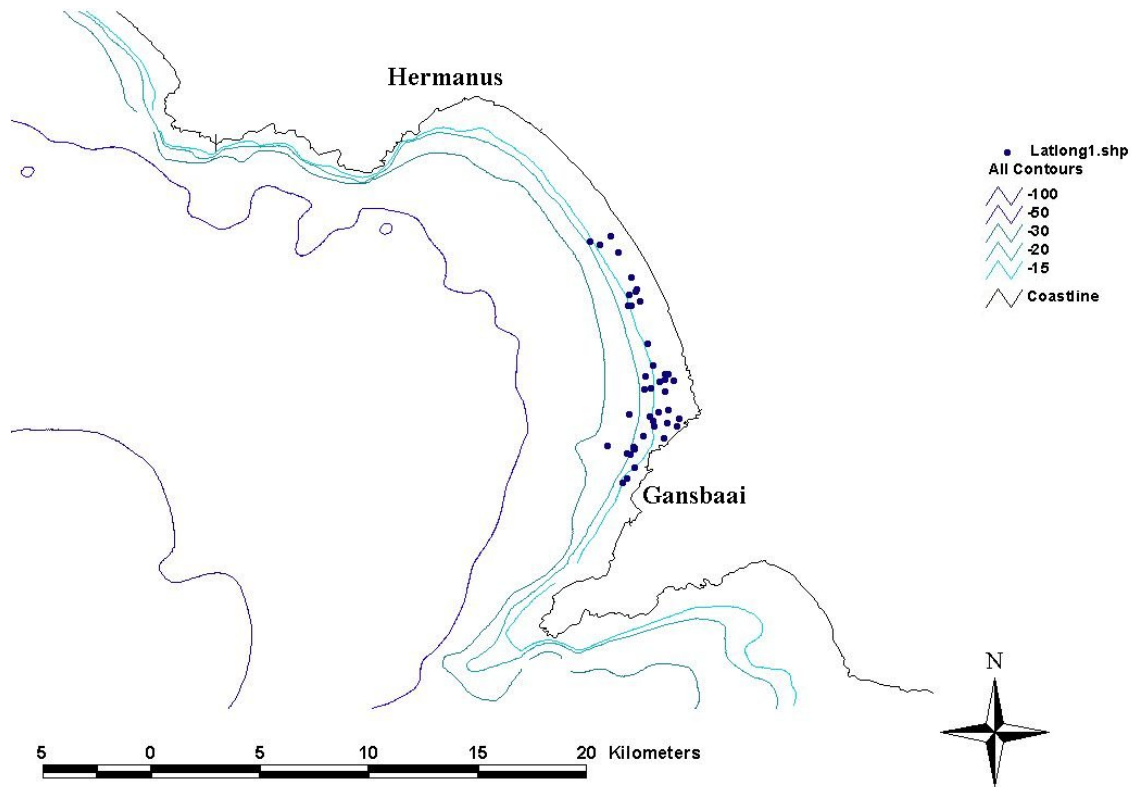 Hermanus
Latlong1.shp
All Contours
-100
-50
-30
-20
-15
Coastline
Gansbaai
N
5 0 5 10 15 20 Kilometers